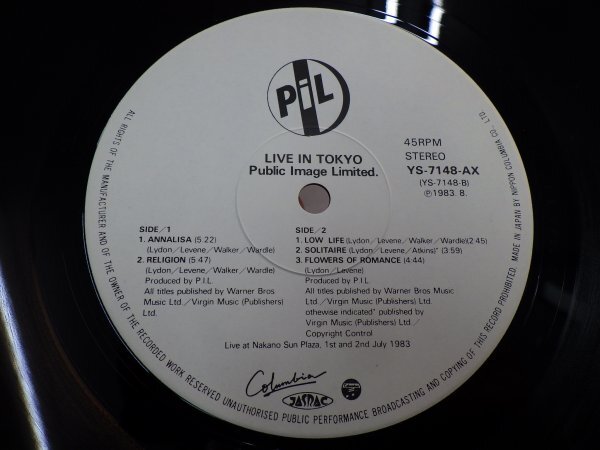 PiL
LIVE IN TOKYO
Public Image Limited.
45RPM
STEREO
YS-7148-AX
(YS-7148-B)
Ⓟ1983. 8.
SIDE/1
1. ANNALISA (5.22)
(Lydon/Levene/Walker/Wardle)
2. RELIGION (5:47)
(Lydon/Levene/Walker/Wardle)
Produced by P.I.L.
All titles published by Warner Bros
Music Ltd./Virgin Music (Publishers)
Ltd.
SIDE/2
1. LOW LIFE (Lydon/Levene/Walker/Wardle)(2.45)
2. SOLITAIRE (Lydon/Levene/Atkins)* (3:59)
3. FLOWERS OF ROMANCE (4:44)
(Lydon/Levene)
Produced by P.I.L.
All titles published by Warner Bros
Music Ltd./Virgin Music (Publishers) Ltd.
otherwise indicated* published by
Virgin Music (Publishers) Ltd./
Copyright Control
Live at Nakano Sun Plaza, 1st and 2nd July 1983
Columbia
JASRAC
ALL RIGHTS OF THE MANUFACTURER AND OF THE OWNER OF THE RECORDED WORK RESERVED UNAUTHORISED PUBLIC PERFORMANCE BROADCASTING AND COPYING OF THIS RECORD PROHIBITED. MADE IN JAPAN BY NIPPON COLUMBIA CO., LTD.